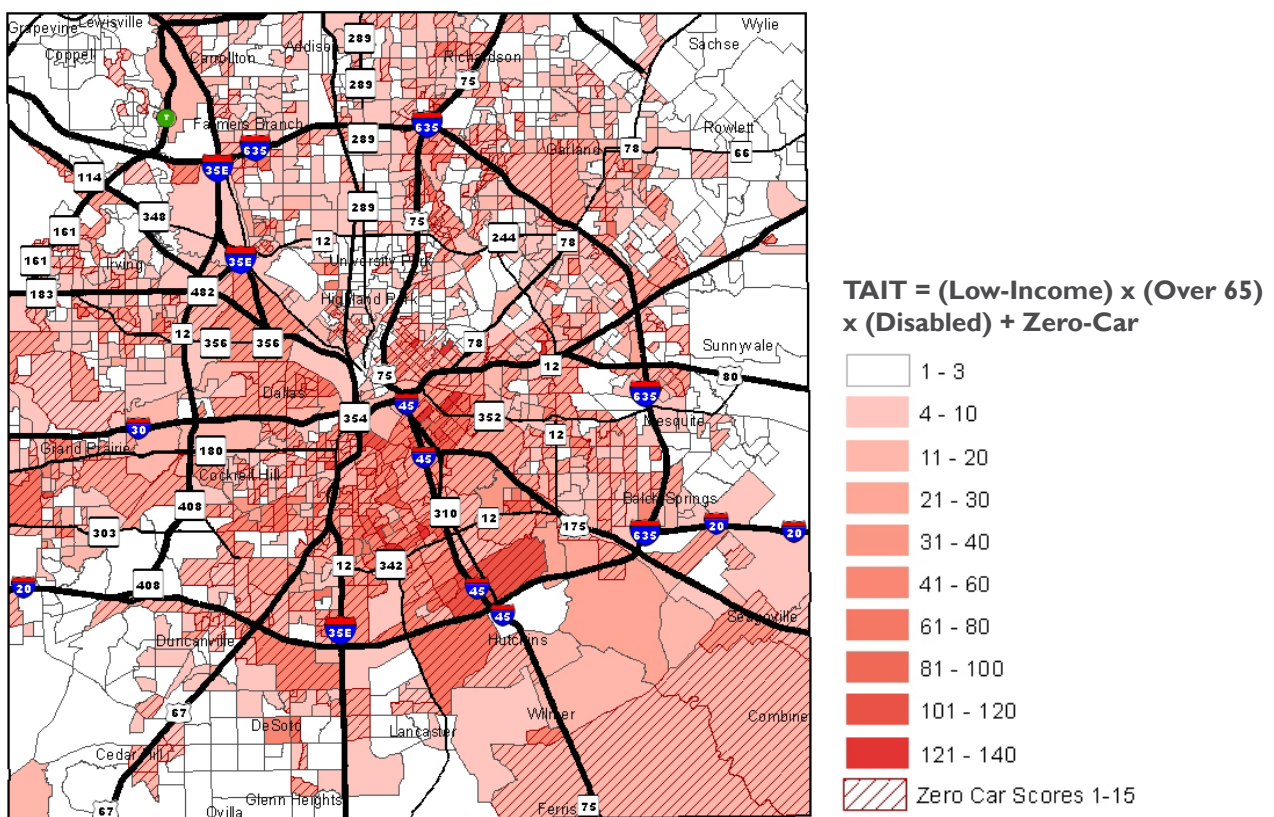 Grapevine
Lewisville
Wylie
Coppell
Carrollton
Addison
289
Sachse
289
Richardson
75
Farmers Branch
635
289
635
Rowlett
35E
Garland
78
66
114
348
289
75
161
12
244
78
161
Irving
35E
University Park
183
482
Highland Park
12
356
356
78
Sunnyvale
75
12
80
Dallas
635
45
30
354
352
Mesquite
12
Grand Prairie
180
45
Cockrell Hill
408
310
12
Balch Springs
303
175
635
20
20
12
342
20
408
45
45
Seagoville
35E
Duncanville
Hutchins
67
DeSoto
Lancaster
Wilmer
Combine
Cedar Hill
67
Glenn Heights
Ovilla
Ferris
75
TAIT = (Low-Income) x (Over 65)
x (Disabled) + Zero-Car
1 - 3
4 - 10
11 - 20
21 - 30
31 - 40
41 - 60
61 - 80
81 - 100
101 - 120
121 - 140
Zero Car Scores 1-15